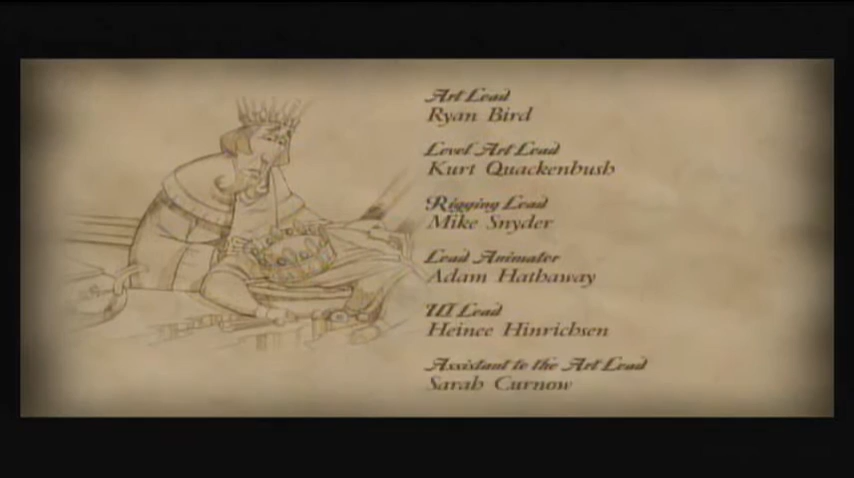 Art Lead
Ryan Bird
Level Art Lead
Kurt Quackenbush
Rigging Lead
Mike Snyder
Lead Animator
Adam Hathaway
UI Lead
Heinee Hinrichsen
Assistant to the Art Lead
Sarah Curnow